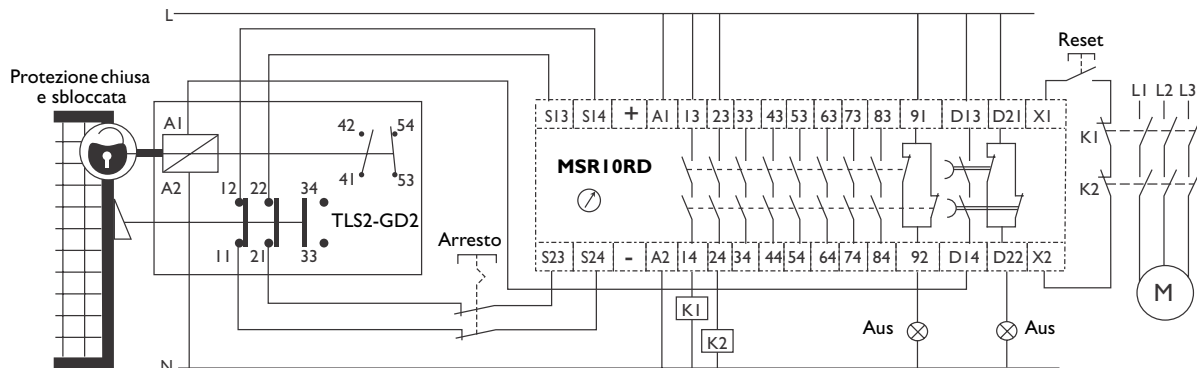 L
Reset
Protezione chiusa
e sbloccata
L1 L2 L3
A1
42 54
S13 S14 + A1 13 23 33 43 53 63 73 83 91 D13 D21 X1
K1
A2
12 22 34
41 53
MSR10RD
K2
TLS2-GD2
Arresto
11 21 33
S23 S24 - A2 14 24 34 44 54 64 74 84 92 D14 D22 X2
M
K1
Aus
Aus
K2
N